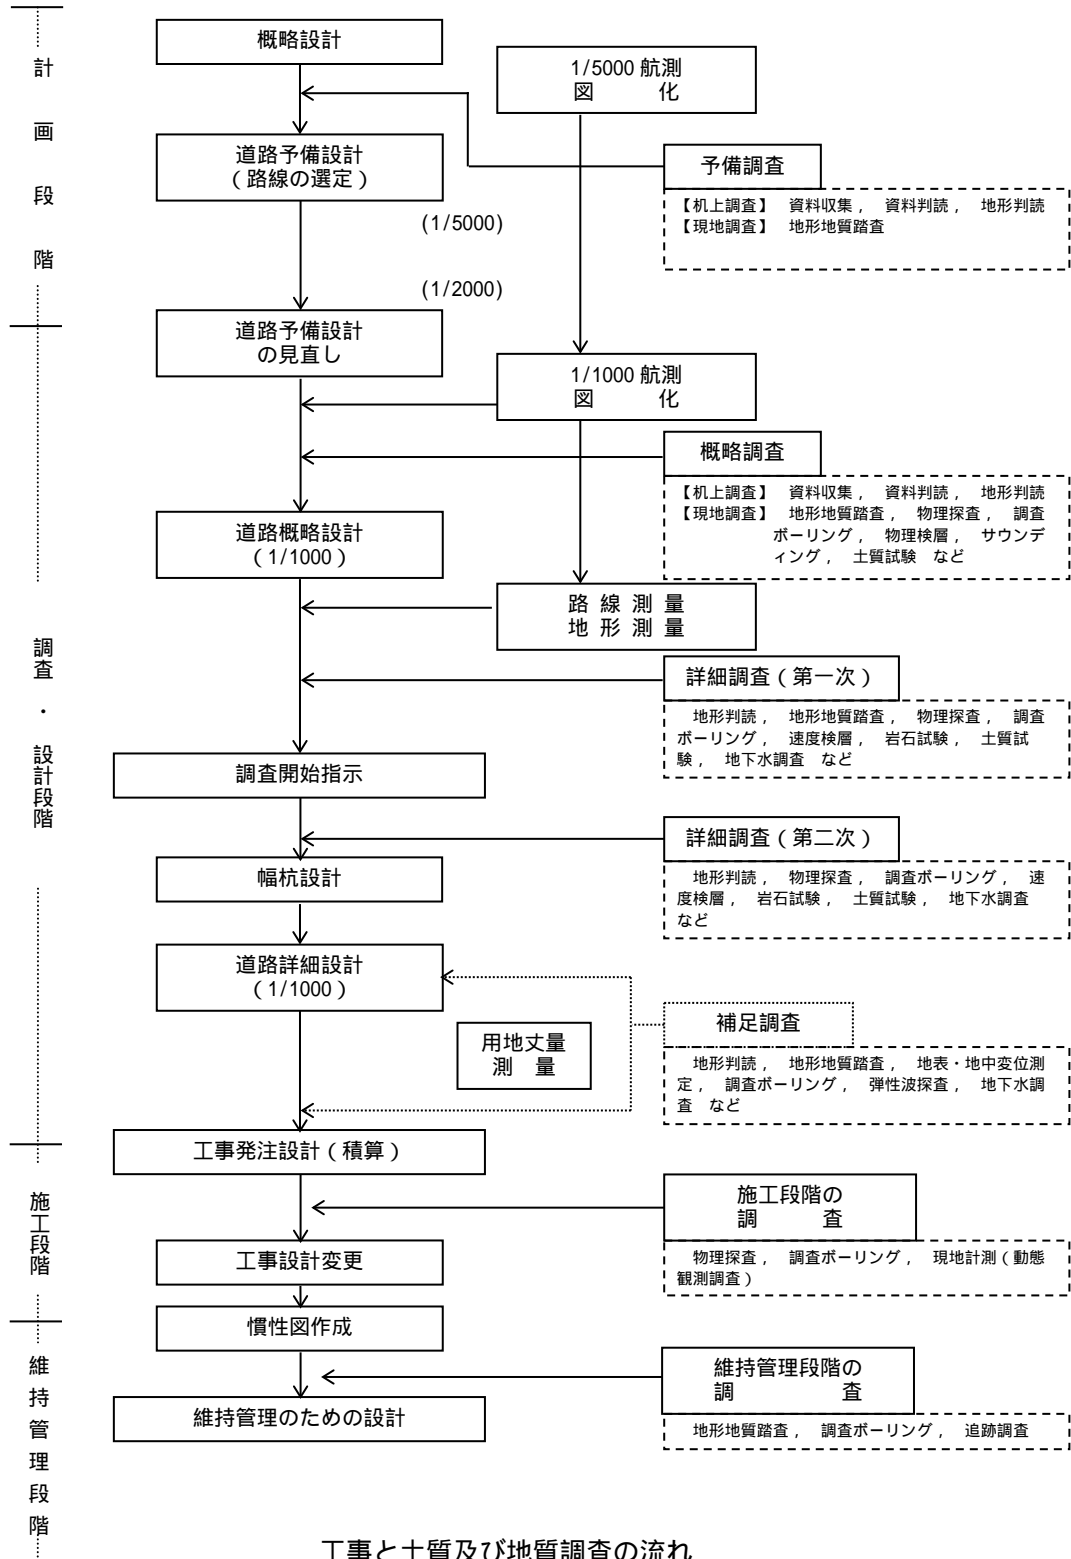 計画段階
概略設計
1/5000 航測
図　　化
道路予備設計
(路線の選定)
予備調査
【机上調査】　資料収集，　資料判読，　地形判読
【現地調査】　地形地質踏査
(1/5000)
(1/2000)
調査・設計段階
道路予備設計
の見直し
1/1000 航測
図　　化
概略調査
【机上調査】　資料収集，　資料判読，　地形判読
【現地調査】　地形地質踏査，　物理探査，　調査
ボーリング，　物理検層，　サウンデ
ィング，　土質試験　など
道路概略設計
(1/1000)
路 線 測 量
地 形 測 量
詳細調査(第一次)
地形判読，　地形地質踏査，　物理探査，　調査
ボーリング，　速度検層，　岩石試験，　土質試
験，　地下水調査　など
調査開始指示
詳細調査(第二次)
地形判読，　物理探査，　調査ボーリング，　速
度検層，　岩石試験，　土質試験，　地下水調査
など
幅杭設計
道路詳細設計
(1/1000)
用地丈量
測　量
補足調査
地形判読，　地形地質踏査，　地表・地中変位測
定，　調査ボーリング，　弾性波探査，　地下水調
査　など
工事発注設計(積算)
施工段階
施工段階の
調　　査
物理探査，　調査ボーリング，　現地計測(動態
観測調査)
工事設計変更
慣性図作成
維持管理段階
維持管理段階の
調　　　査
地形地質踏査，　調査ボーリング，　追跡調査
維持管理のための設計
工事と土質及び地質調査の流れ